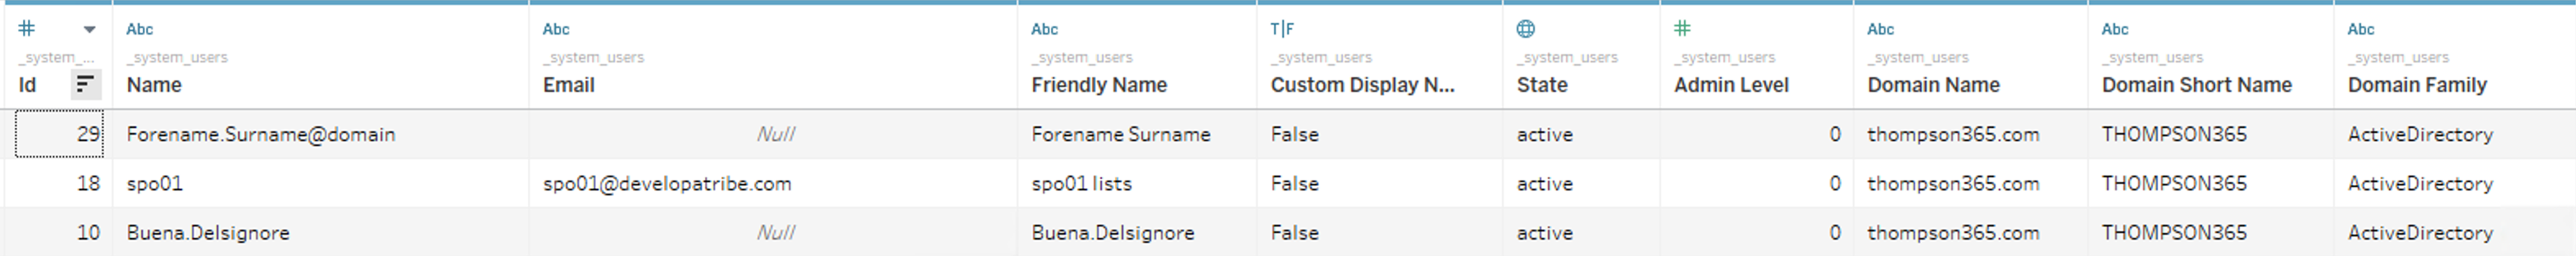 # Abc Abc Abc T|F # Abc Abc Abc
_system_... _system_users _system_users _system_users _system_users _system_users _system_users _system_users _system_users _system_users
Id Name Email Friendly Name Custom Display N... State Admin Level Domain Name Domain Short Name Domain Family
29 Forename.Surname@domain Null Forename Surname False active 0 thompson365.com THOMPSON365 ActiveDirectory
18 spo01 spo01@developatribe.com spo01 lists False active 0 thompson365.com THOMPSON365 ActiveDirectory
10 Buena.Delsignore Null Buena.Delsignore False active 0 thompson365.com THOMPSON365 ActiveDirectory